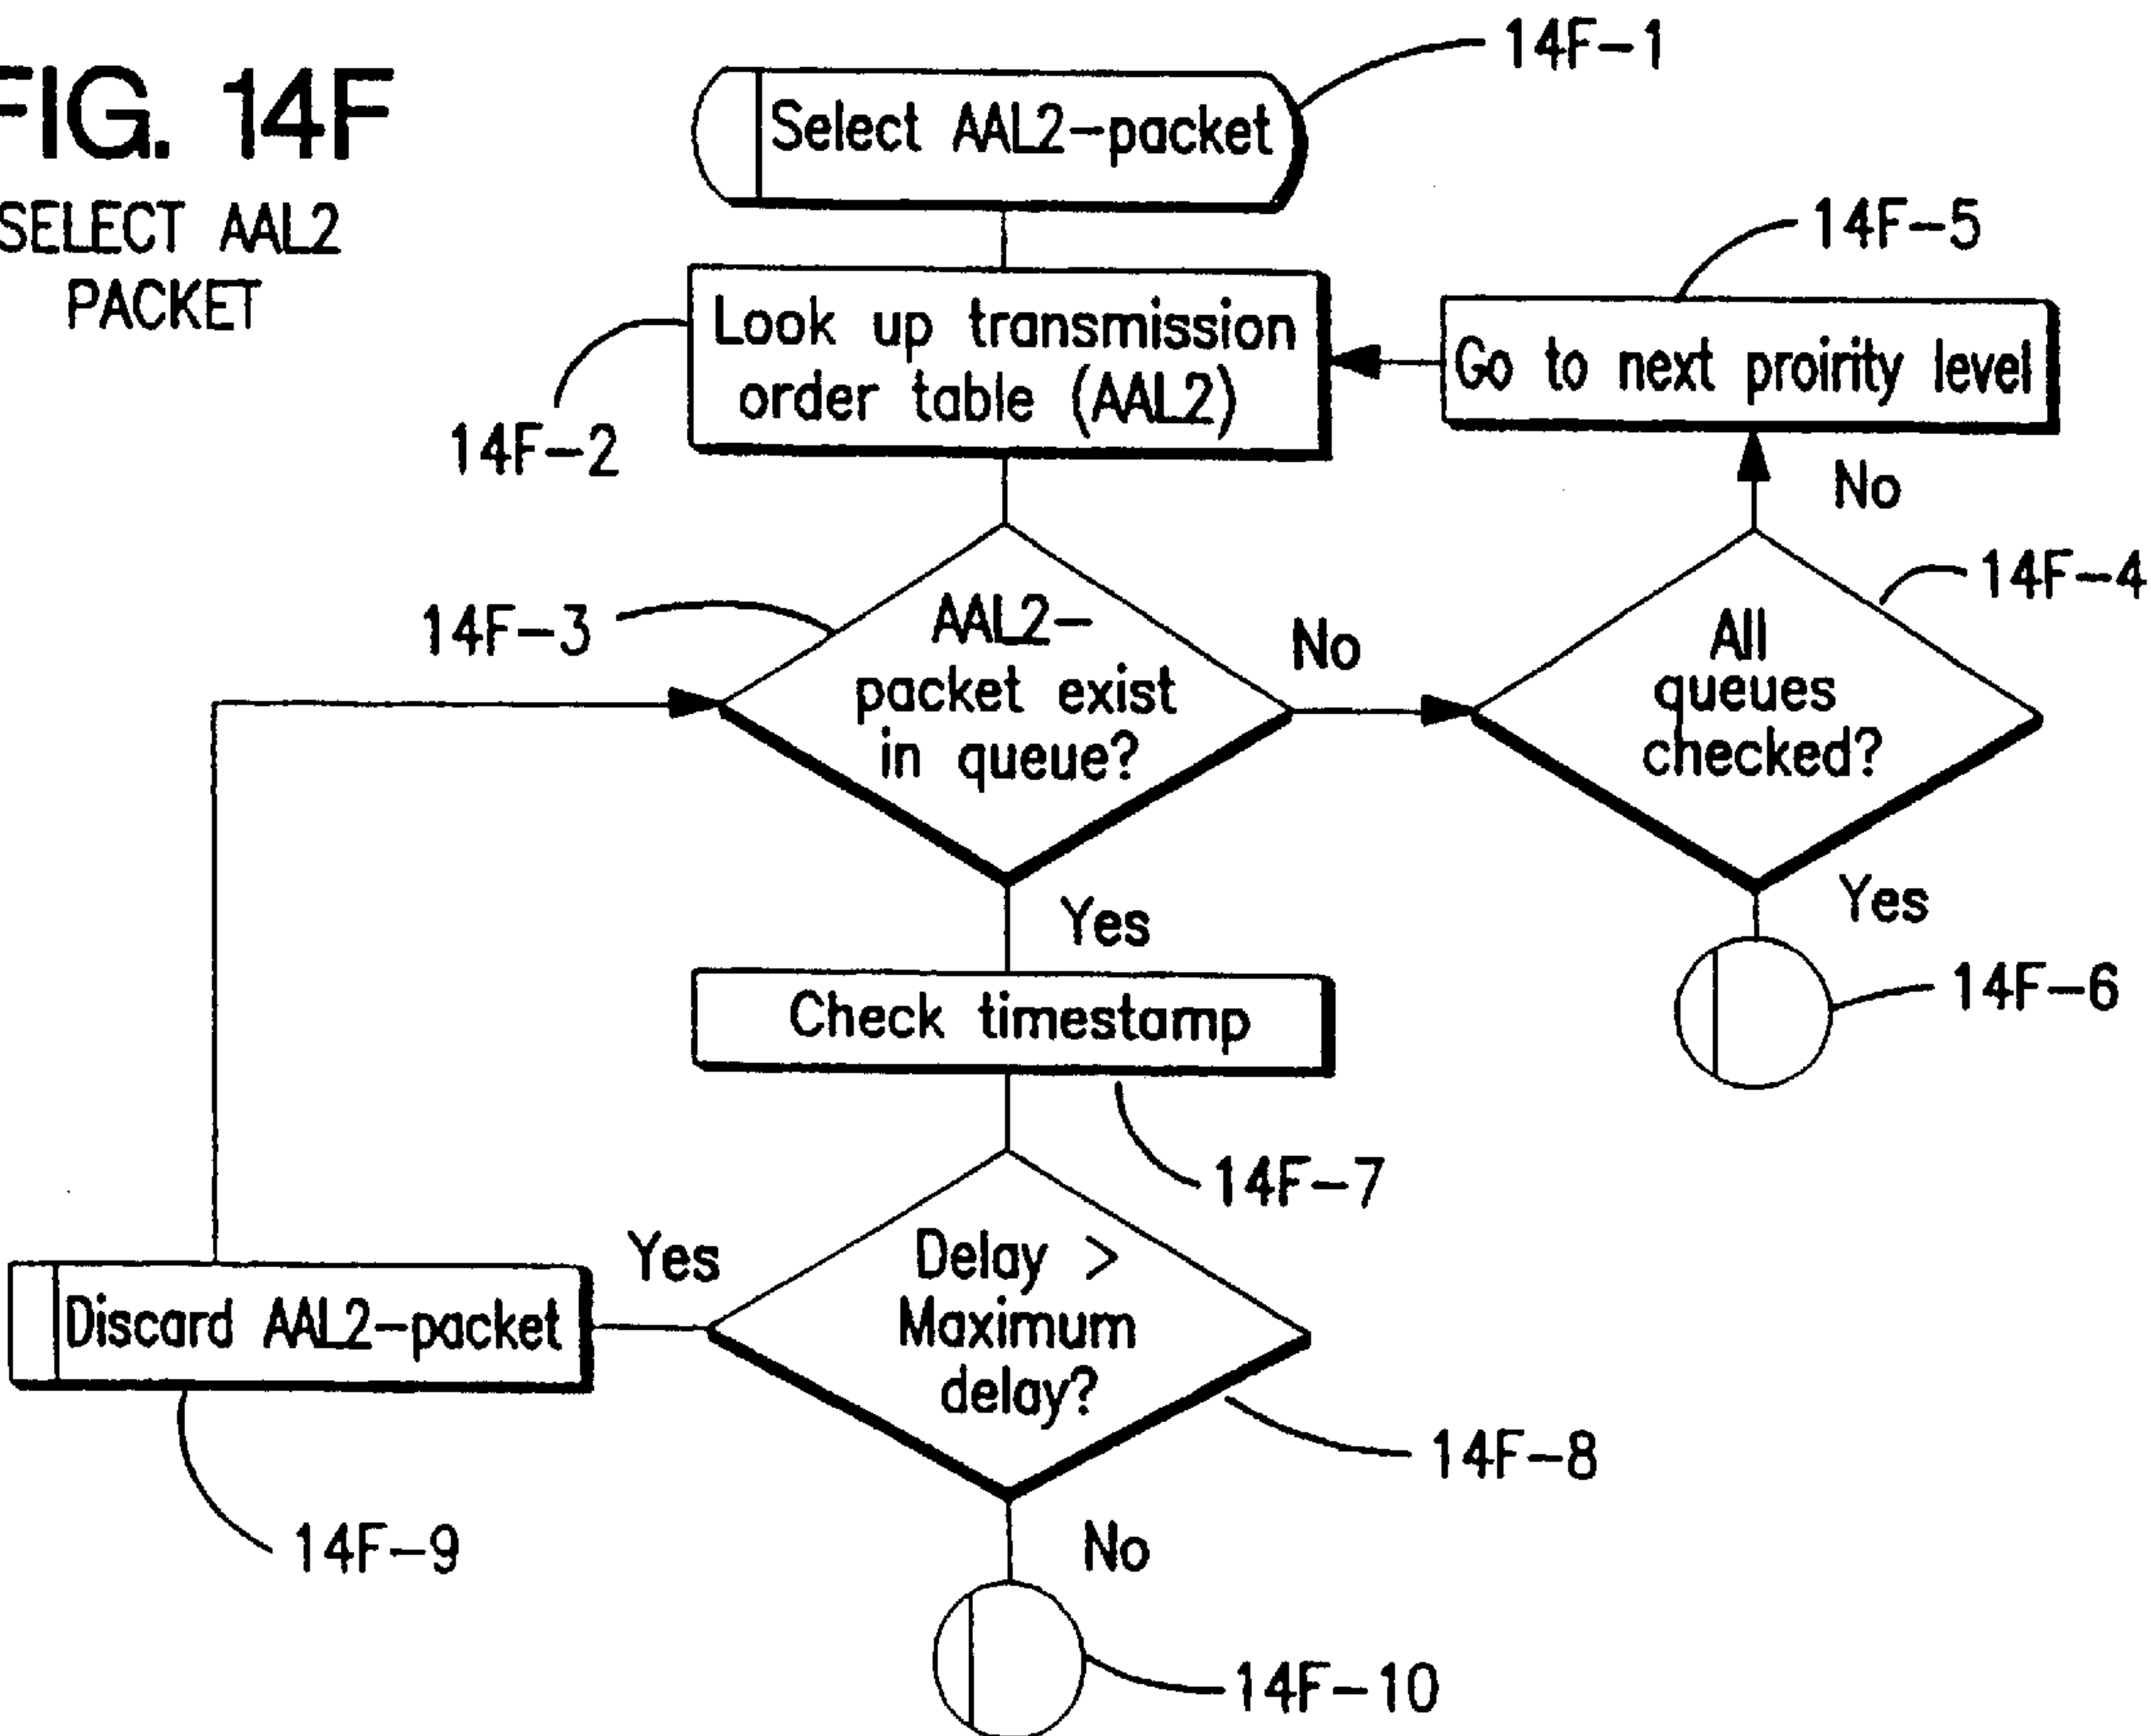 FIG. 14F
SELECT AAL2
PACKET
14F-1
Select AAL2-packet
14F-5
Look up transmission
order table (AAL2)
Go to next proirity level
14F-2
No
14F-4
14F-3
AAL2-
packet exist
in queue?
No
All
queues
checked?
Yes
Yes
14F-6
Check timestamp
14F-7
Yes
Delay >
Maximum
delay?
Discard AAL2-packet
14F-8
14F-9
No
14F-10